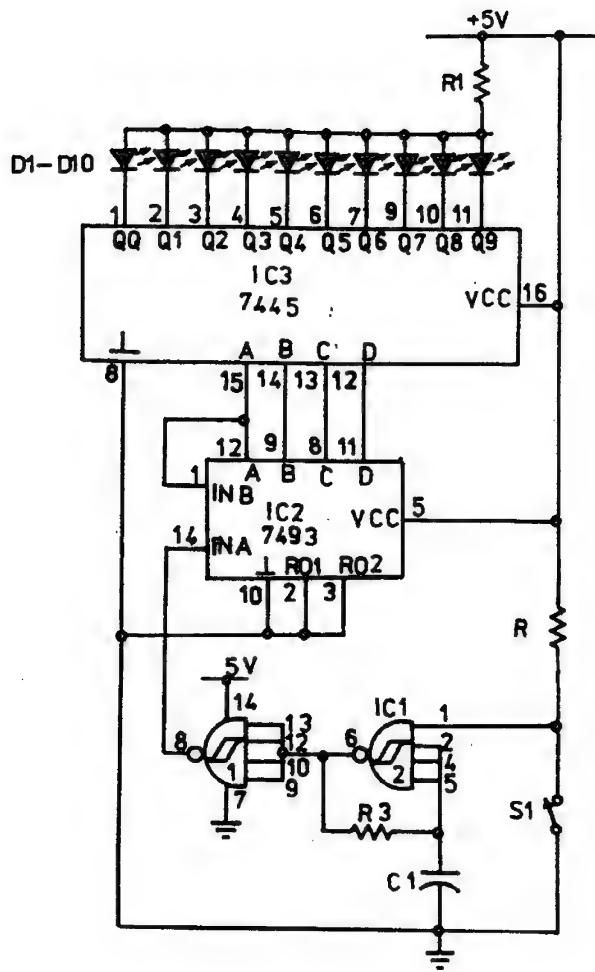 +5V
R1
D1-D10
1 2 3 4 5 6 7 9 10 11
QQ Q1 Q2 Q3 Q4 Q5 Q6 Q7 Q8 Q9
IC3
7445
VCC 16
8
A B C D
15 14 13 12
12 9 8 11
A B C D
1 INB
IC2
7493
VCC 5
14 INA
RO1 RO2
10 2 3
R
5V
14
IC1
1
8
13
12
10
9
1
7
6
2
2
4
5
R3
S1
C1